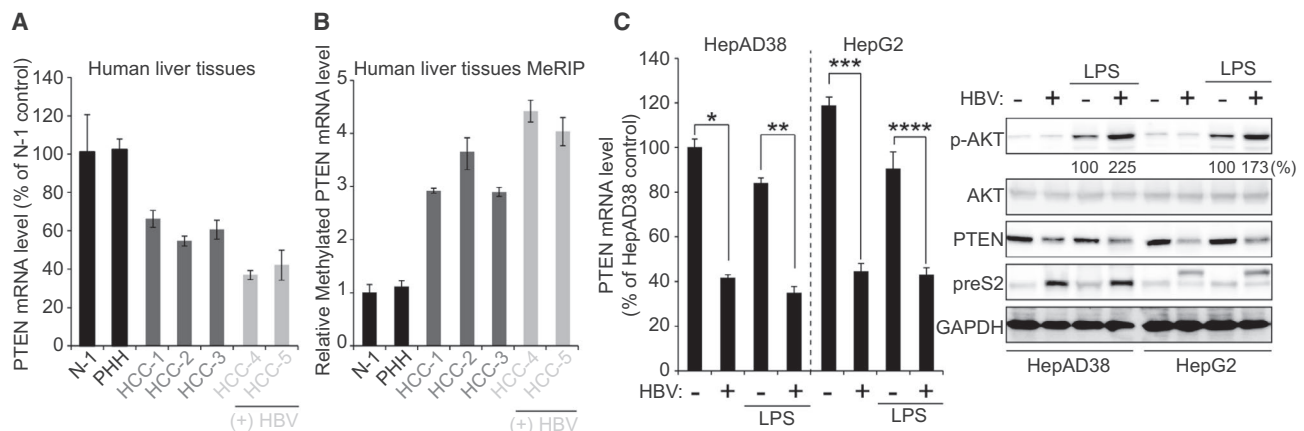 A
Human liver tissues
PTEN mRNA level (% of N-1 control)
140
120
100
80
60
40
20
0
N-1
PHH
HCC-1
HCC-2
HCC-3
HCC-4
HCC-5
(+) HBV
B
Human liver tissues MeRIP
Relative Methylated PTEN mRNA level
5
4
3
2
1
0
N-1
PHH
HCC-1
HCC-2
HCC-3
HCC-4
HCC-5
(+) HBV
C
HepAD38 HepG2
PTEN mRNA level
(% of HepAD38 control)
140
120
100
80
60
40
20
0
* ** *** ****
HBV: - + - + - + - +
LPS LPS
LPS LPS
HBV: - + - + - + - +
p-AKT
100 225 100 173 (%)
AKT
PTEN
preS2
GAPDH
HepAD38 HepG2